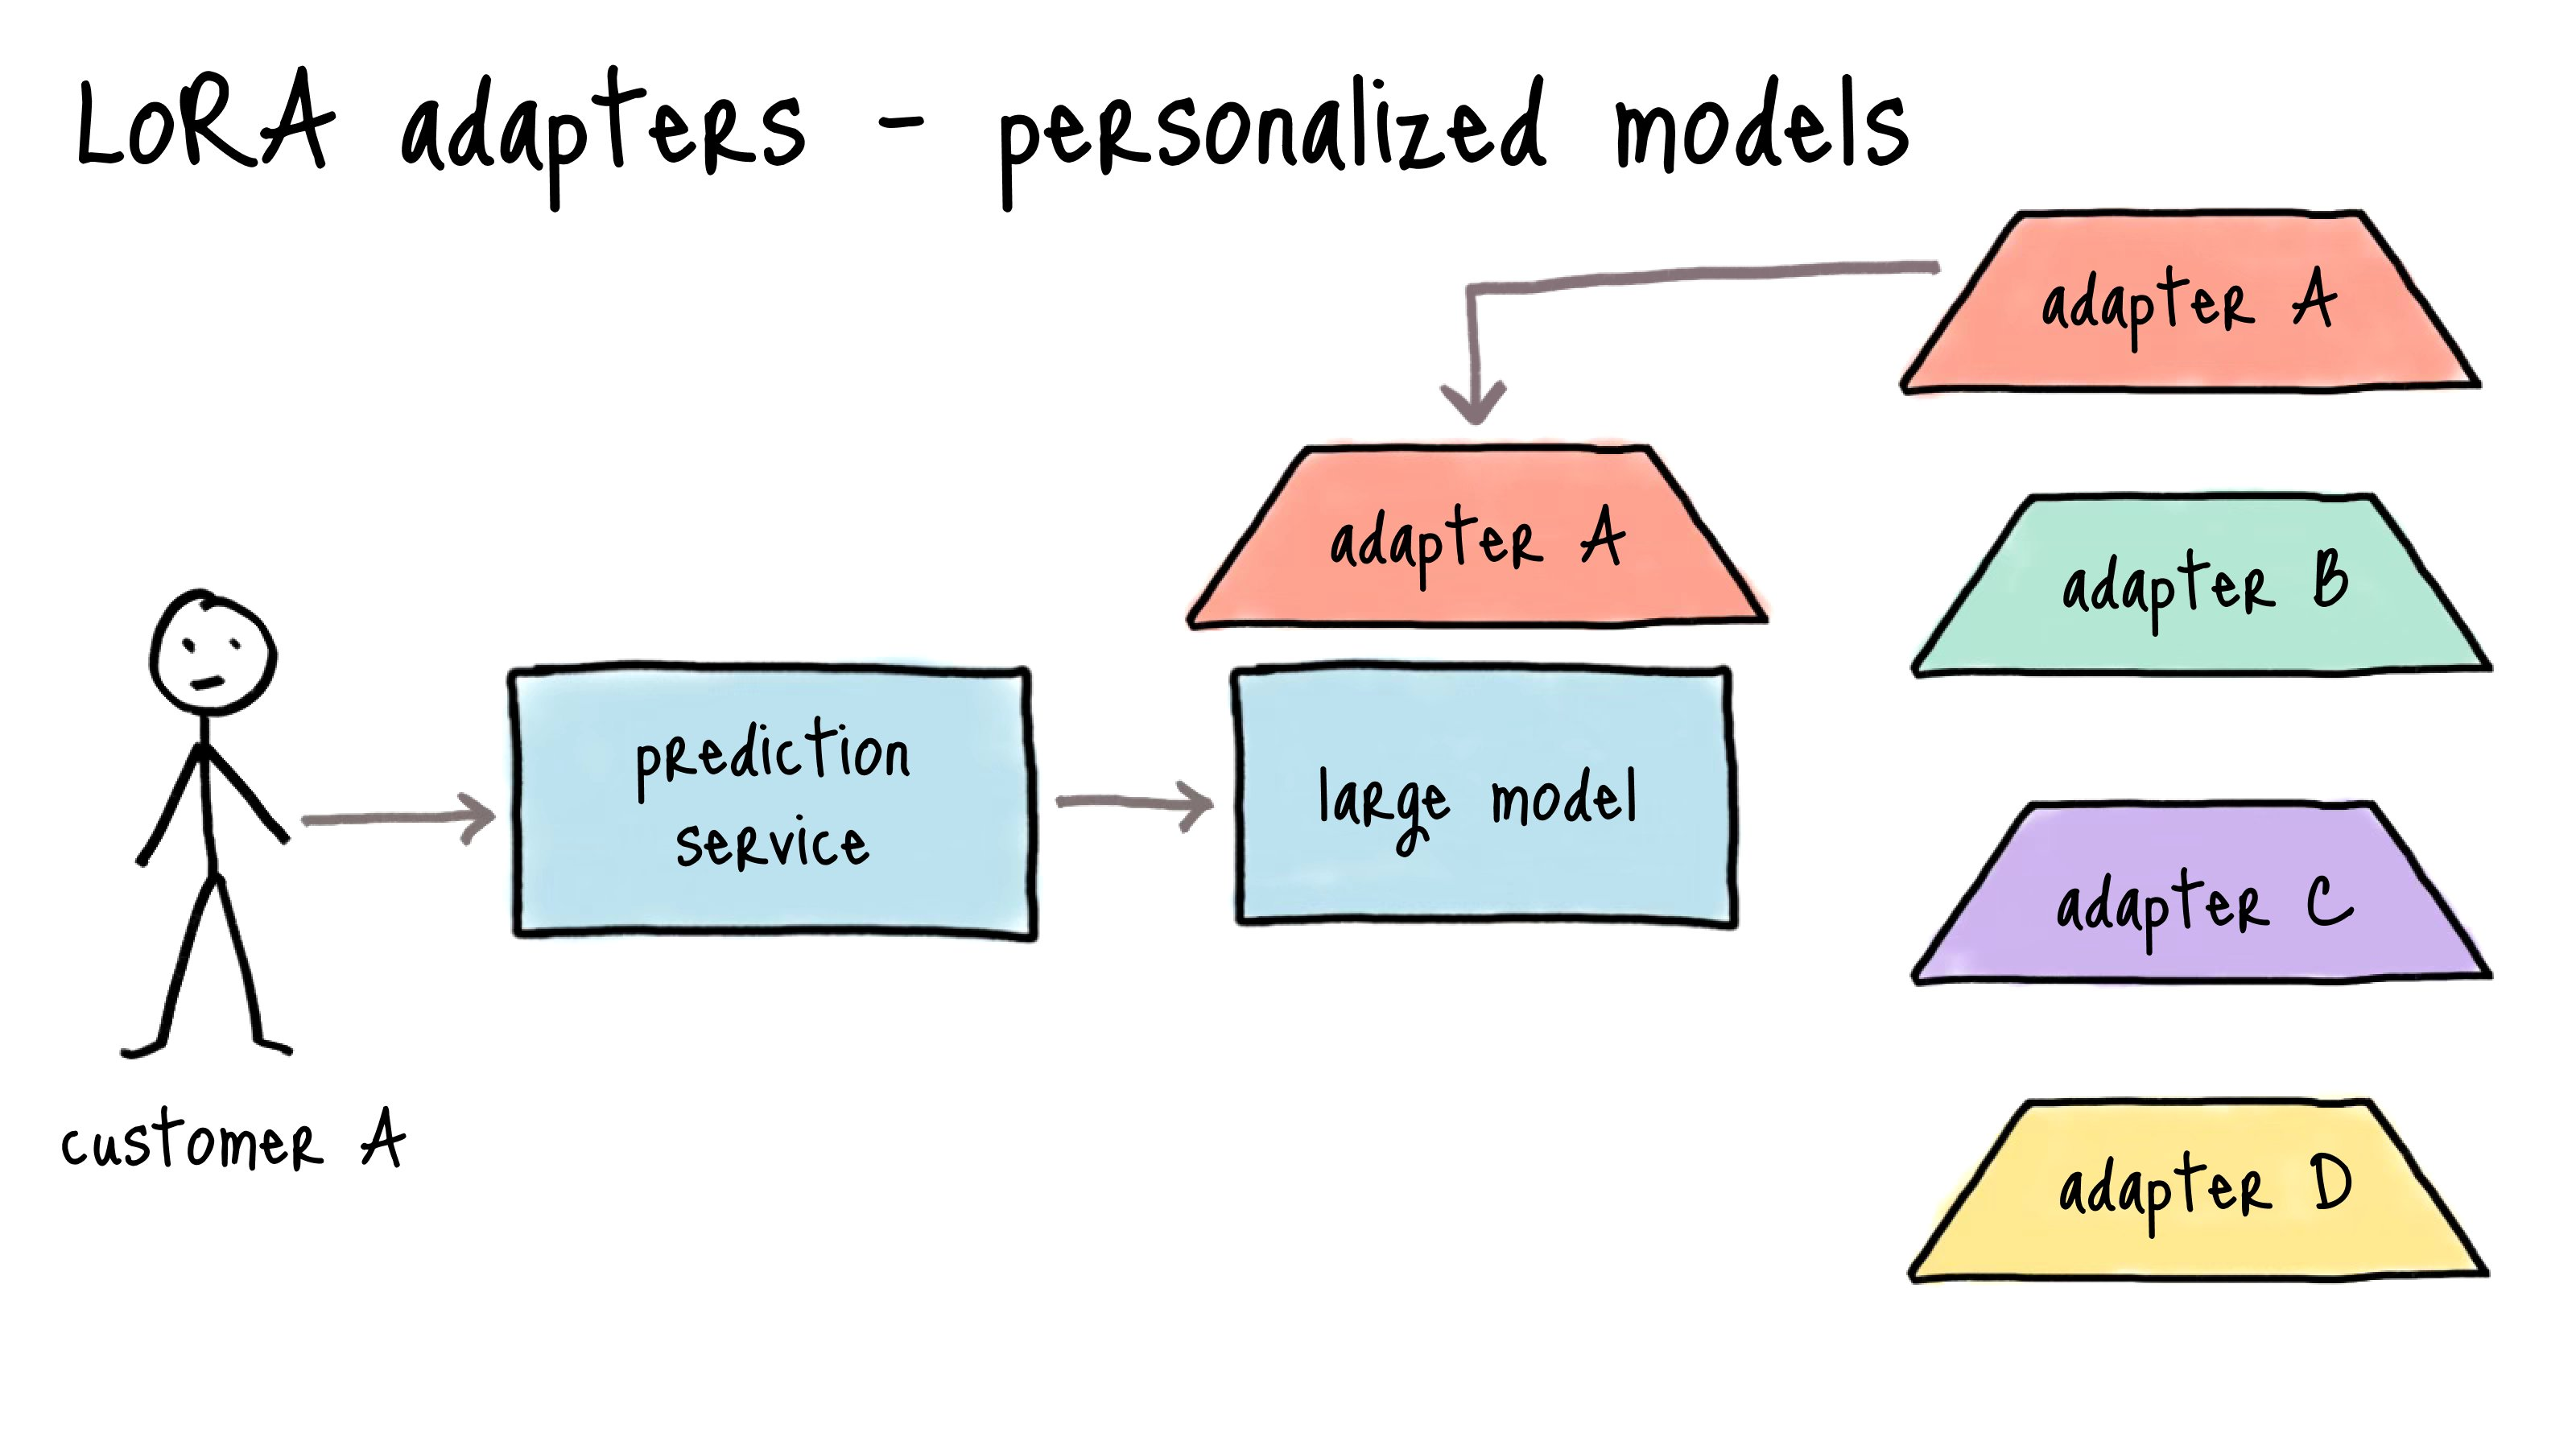 LoRA adapters - personalized models
adapter A
adapter A
adapter B
prediction
service
large model
adapter C
customer A
adapter D